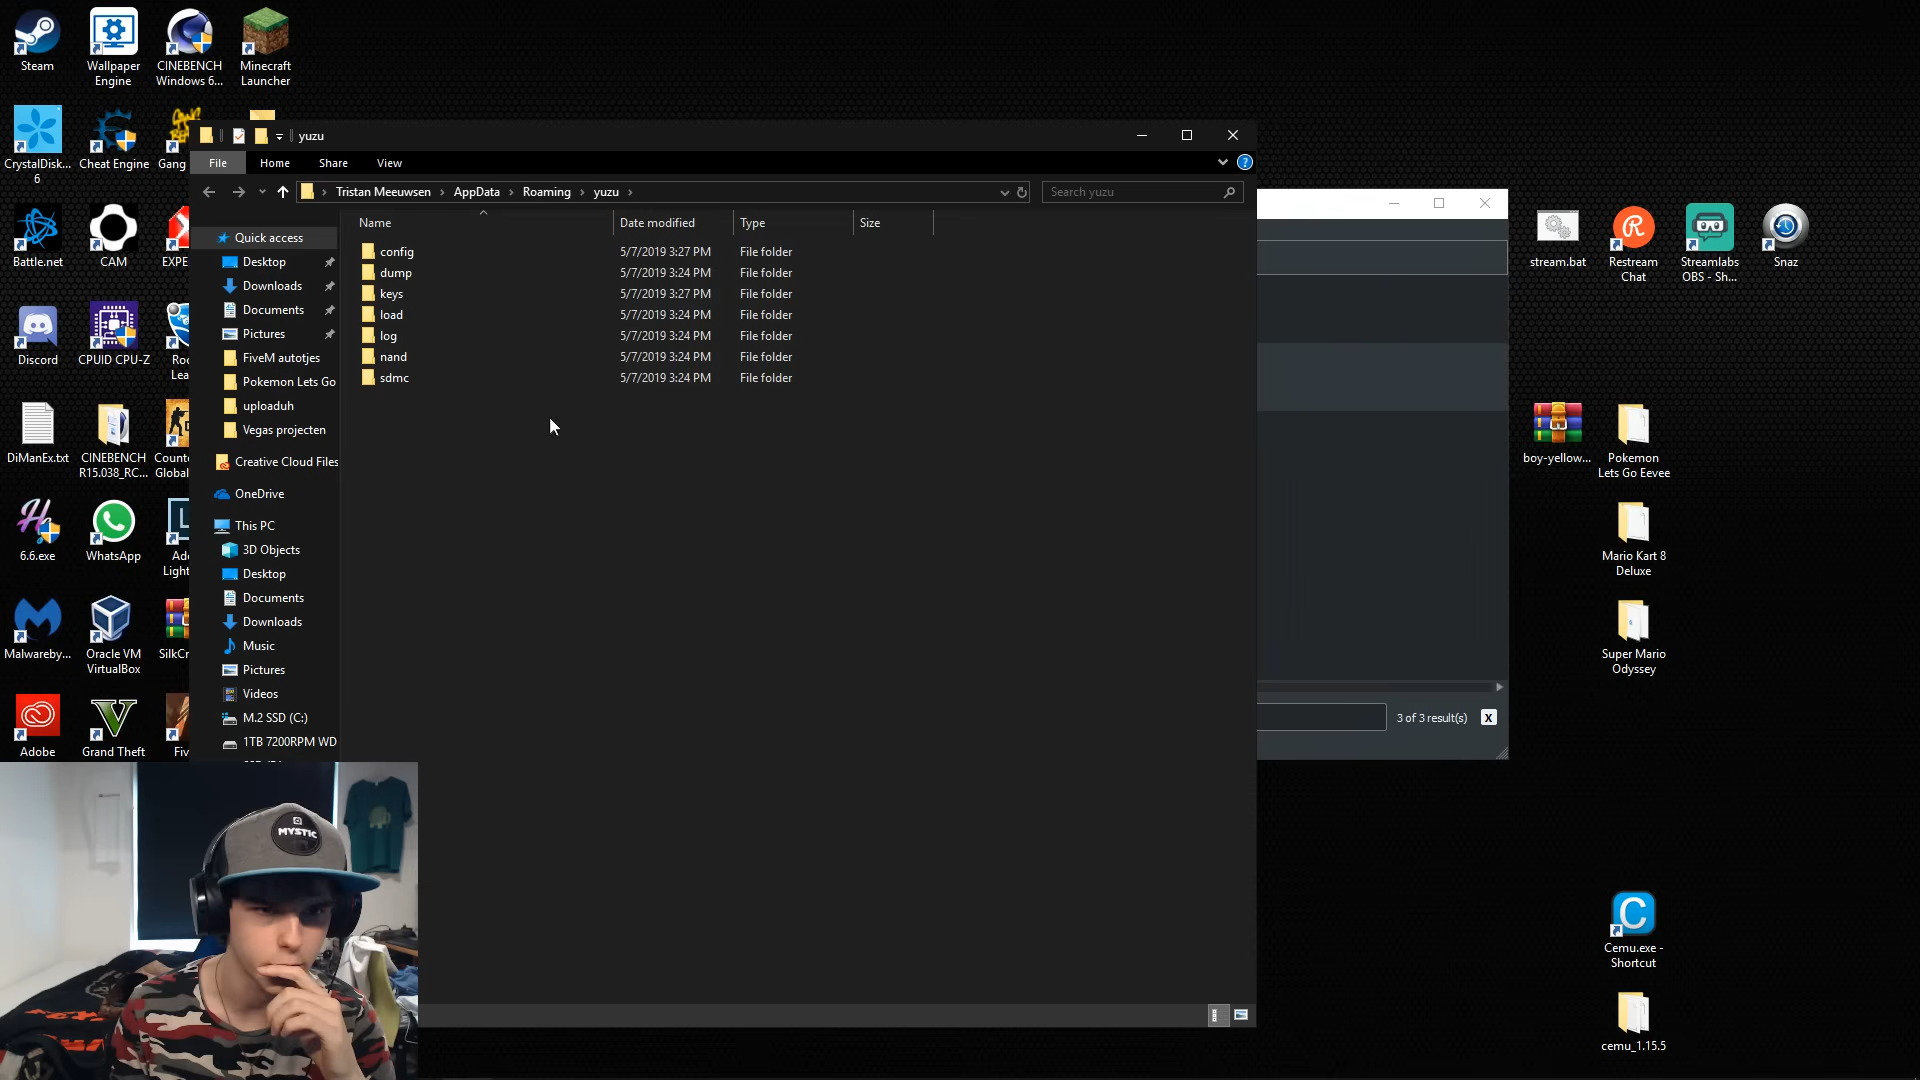 Steam
Wallpaper
Engine
CINEBENCH
Windows 6...
Minecraft
Launcher
CrystalDisk...
6
Cheat Engine
Gang
Battle.net
CAM
EXPE
Discord
CPUID CPU-Z
Roc
Lea
DiManEx.txt
CINEBENCH
R15.038_RC...
Counte
Global
6.6.exe
WhatsApp
Ado
Light
Malwareby...
Oracle VM
VirtualBox
SilkCr
Adobe
Grand Theft
Fiv
yuzu
File
Home
Share
View
Tristan Meeuwsen
AppData
Roaming
yuzu
Search yuzu
Name
Date modified
Type
Size
config
5/7/2019 3:27 PM
File folder
dump
5/7/2019 3:24 PM
File folder
keys
5/7/2019 3:27 PM
File folder
load
5/7/2019 3:24 PM
File folder
log
5/7/2019 3:24 PM
File folder
nand
5/7/2019 3:24 PM
File folder
sdmc
5/7/2019 3:24 PM
File folder
Quick access
Desktop
Downloads
Documents
Pictures
FiveM autotjes
Pokemon Lets Go
uploaduh
Vegas projecten
Creative Cloud Files
OneDrive
This PC
3D Objects
Desktop
Documents
Downloads
Music
Pictures
Videos
M.2 SSD (C:)
1TB 7200RPM WD
3 of 3 result(s)
X
stream.bat
Restream
Chat
Streamlabs
OBS - Sh...
Snaz
boy-yellow...
Pokemon
Lets Go Eevee
Mario Kart 8
Deluxe
Super Mario
Odyssey
Cemu.exe -
Shortcut
cemu_1.15.5
MYSTIC